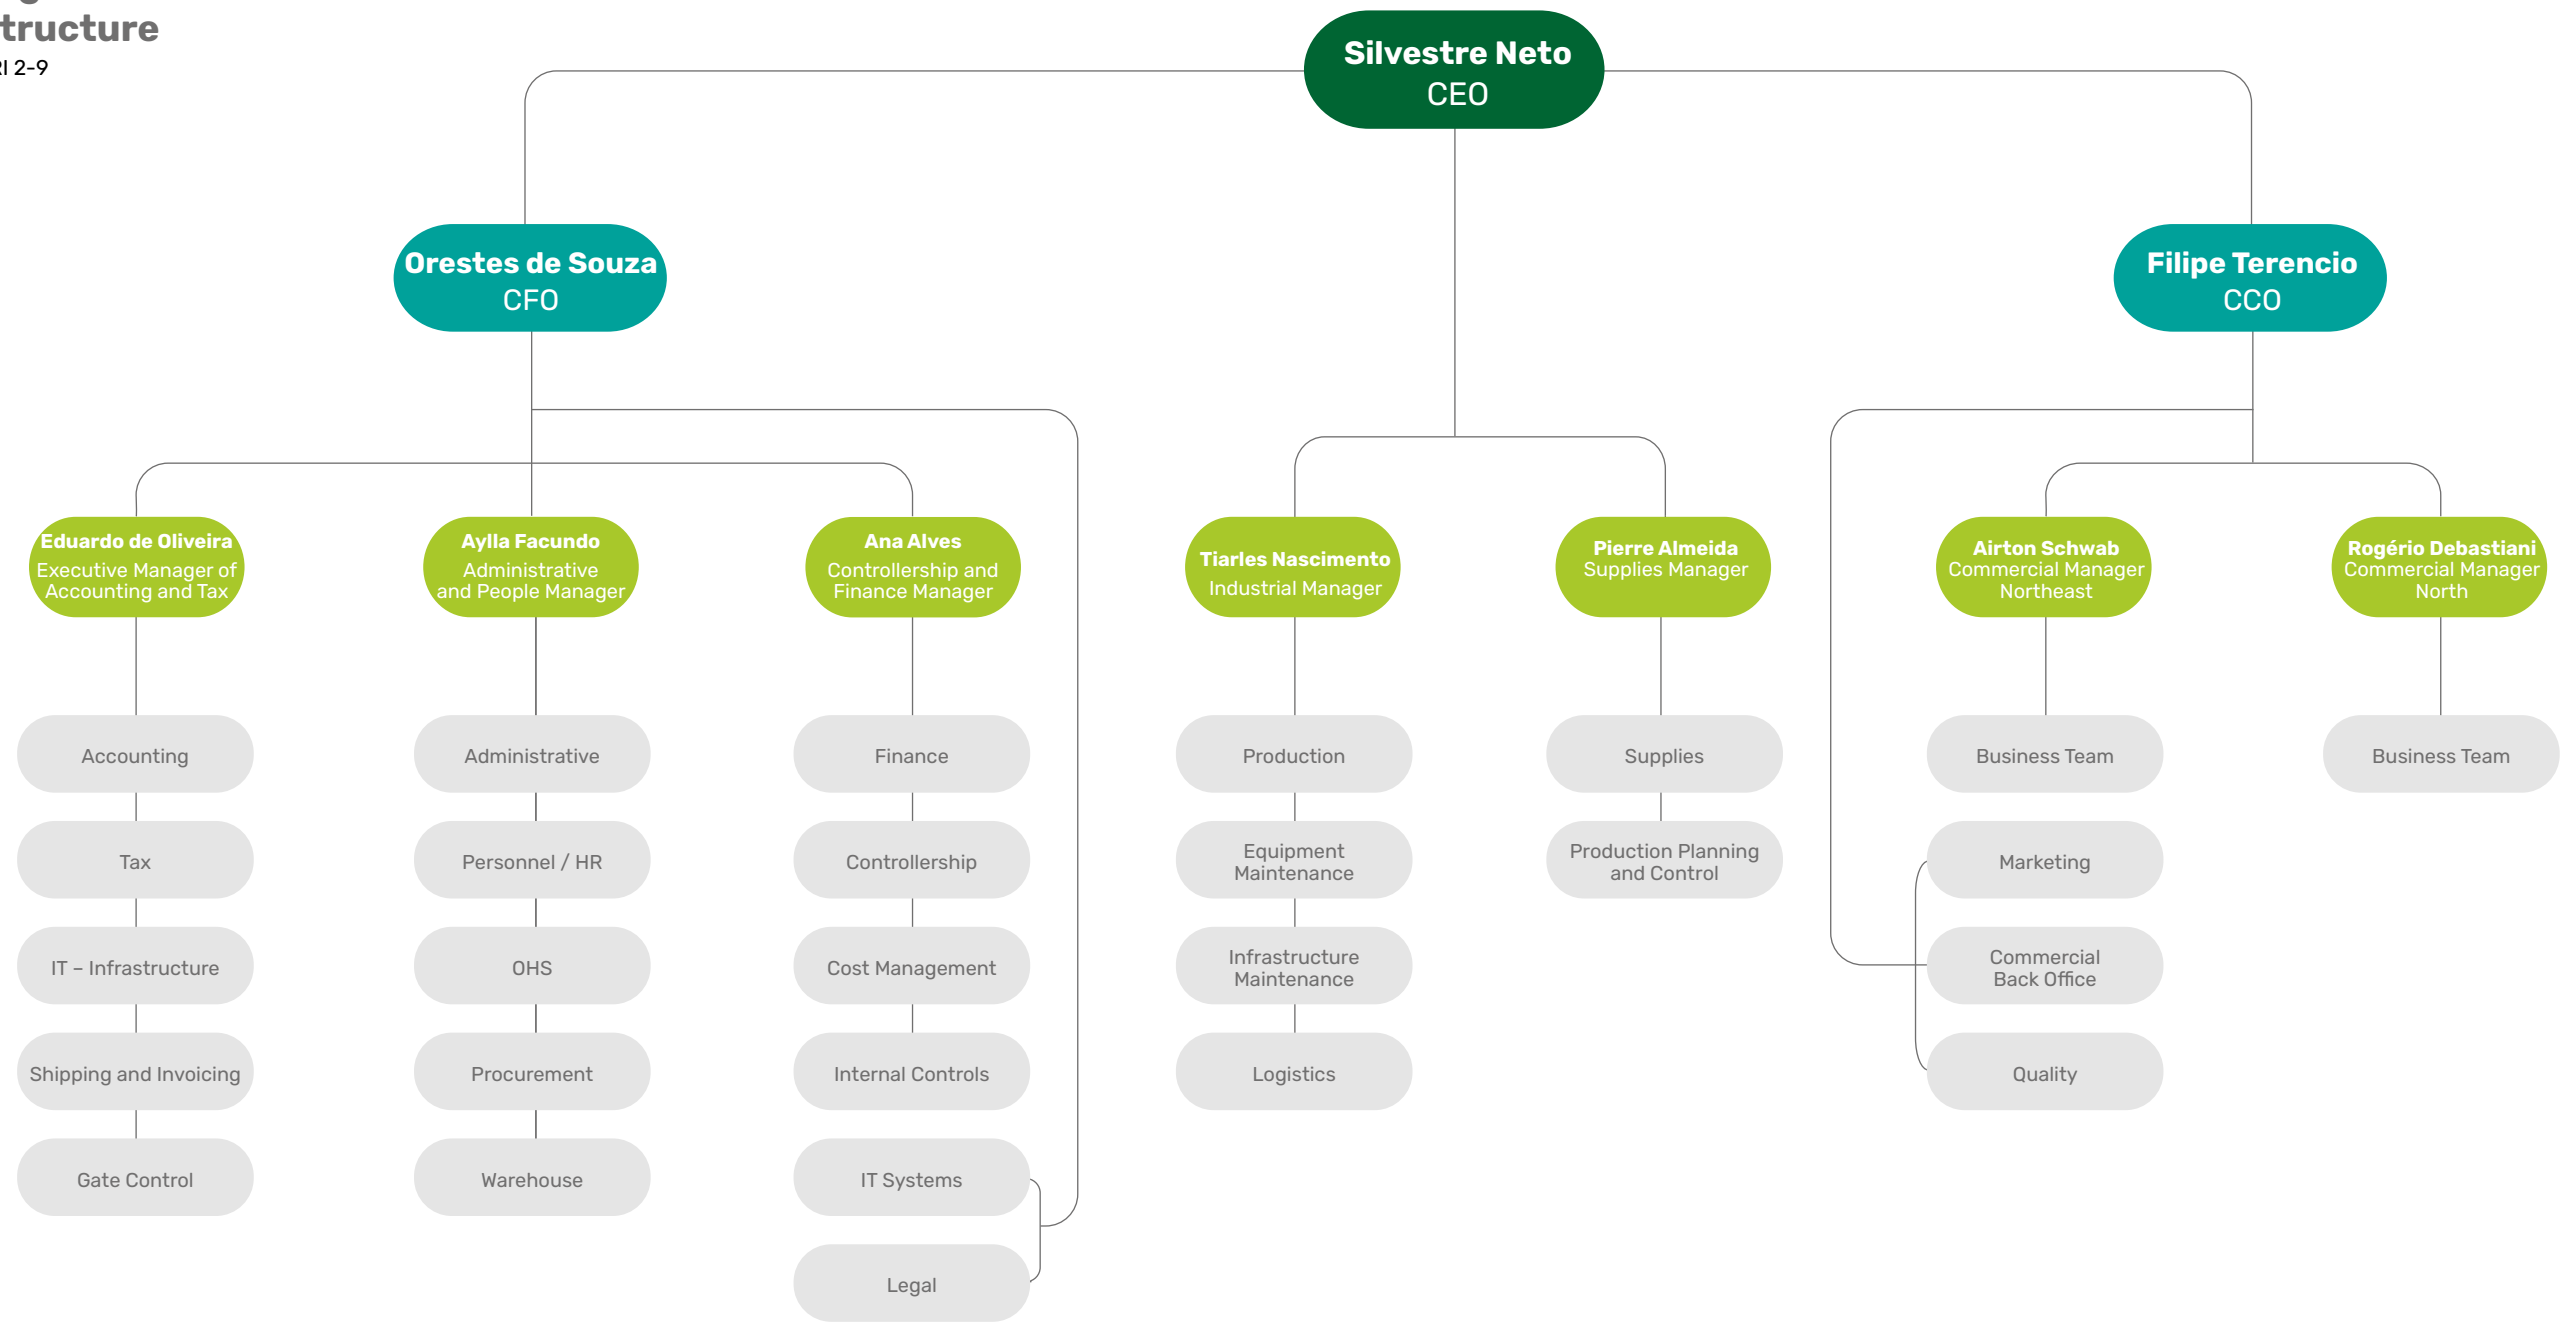 tructure
RI 2-9
Silvestre Neto
CEO
Orestes de Souza
CFO
Filipe Terencio
CCO
Eduardo de Oliveira
Executive Manager of
Accounting and Tax
Aylla Facundo
Administrative
and People Manager
Ana Alves
Controllership and
Finance Manager
Tiarles Nascimento
Industrial Manager
Pierre Almeida
Supplies Manager
Airton Schwab
Commercial Manager
Northeast
Rogério Debastiani
Commercial Manager
North
Accounting
Administrative
Finance
Production
Supplies
Business Team
Business Team
Tax
Personnel / HR
Controllership
Equipment
Maintenance
Production Planning
and Control
Marketing
IT – Infrastructure
OHS
Cost Management
Infrastructure
Maintenance
Commercial
Back Office
Shipping and Invoicing
Procurement
Internal Controls
Logistics
Quality
Gate Control
Warehouse
IT Systems
Legal